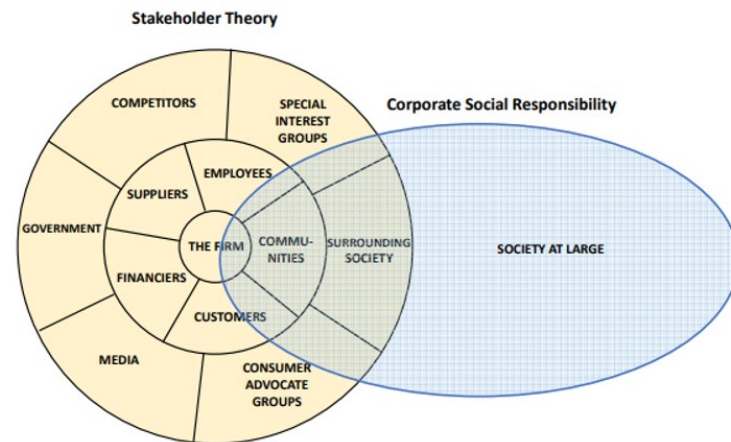 Stakeholder Theory
COMPETITORS
SPECIAL
INTEREST
GROUPS
Corporate Social Responsibility
EMPLOYEES
SUPPLIERS
GOVERNMENT
THE FIRM
COMMU-
NITIES
SURROUNDING
SOCIETY
SOCIETY AT LARGE
FINANCIERS
CUSTOMERS
MEDIA
CONSUMER
ADVOCATE
GROUPS